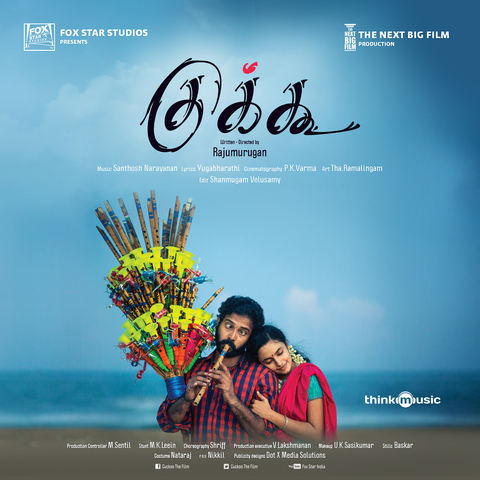 FOX STAR STUDIOS
PRESENTS
THE NEXT BIG FILM
PRODUCTION
குக்கூ
Written - Directed by
Rajumurugan
Music Santhosh Narayanan Lyrics Yugabharathi Cinematography P.K.Varma Art Tha.Ramalingam
Edit Shanmugam Velusamy
think music
Production Controller M.Sentil Stunt M.K.Leein Choreography Shriff Production executive V.Lakshmanan Makeup U.K.Sasikumar Stills Baskar
Costume Nataraj P.R.O Nikkil Publicity designs Dot X Media Solutions
Cuckoo The Film Cuckoo The Film Fox Star India